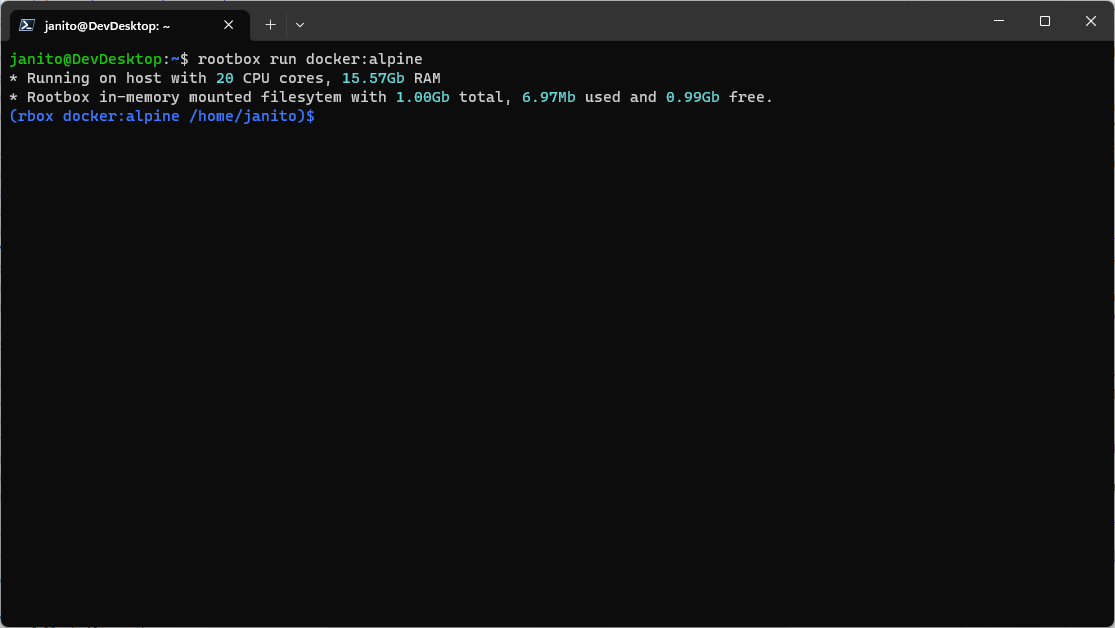 janito@DevDesktop: ~
janito@DevDesktop:~$ rootbox run docker:alpine
* Running on host with 20 CPU cores, 15.57Gb RAM
* Rootbox in-memory mounted filesytem with 1.00Gb total, 6.97Mb used and 0.99Gb free.
(rbox docker:alpine /home/janito)$